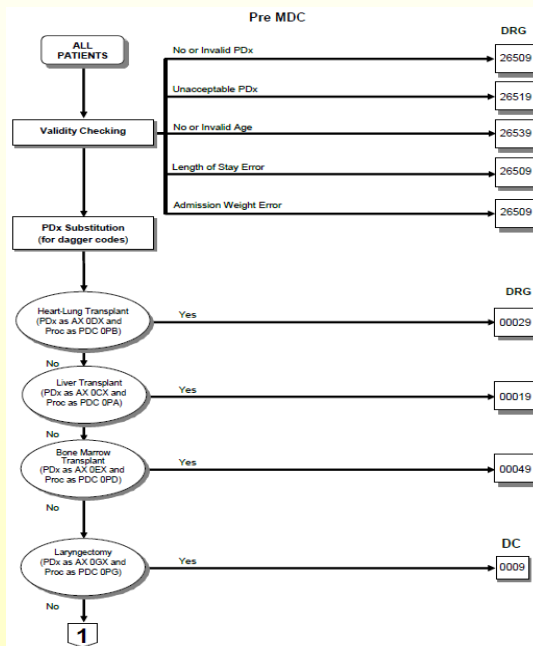 Pre MDC
DRG
ALL
PATIENTS
No or Invalid PDx
26509
Unacceptable PDx
26519
Validity Checking
No or Invalid Age
26539
Length of Stay Error
26509
Admission Weight Error
26509
PDx Substitution
(for dagger codes)
DRG
Heart-Lung Transplant
(PDx as AX 0DX and
Proc as PDC 0PB)
Yes
00029
No
Liver Transplant
(PDx as AX 0CX and
Proc as PDC 0PA)
Yes
00019
No
Bone Marrow
Transplant
(PDx as AX 0EX and
Proc as PDC 0PD)
Yes
00049
No
DC
Laryngectomy
(PDx as AX 0GX and
Proc as PDC 0PG)
Yes
0009
No
1